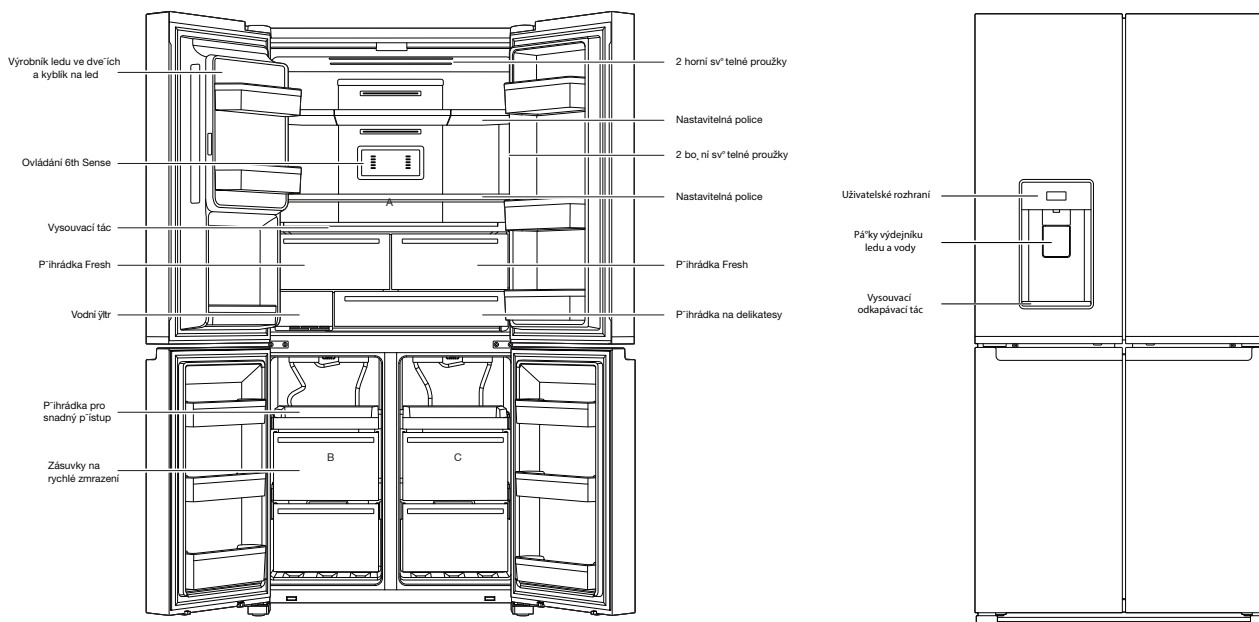 Výrobník ledu ve dve¨ích
a kyblík na led
Ovládání 6th Sense
Vysouvací tác
P¨ihrádka Fresh
Vodní ÿltr
P¨ihrádka pro
snadný p¨ístup
Zásuvky na
rychlé zmrazení
A
B
C
2 horní sv°telné proužky
Nastavitelná police
2 bo¸ní sv°telné proužky
Nastavitelná police
P¨ihrádka Fresh
P¨ihrádka na delikatesy
Uživatelské rozhraní
Pá°ky výdejníku
ledu a vody
Vysouvací
odkapávací tác